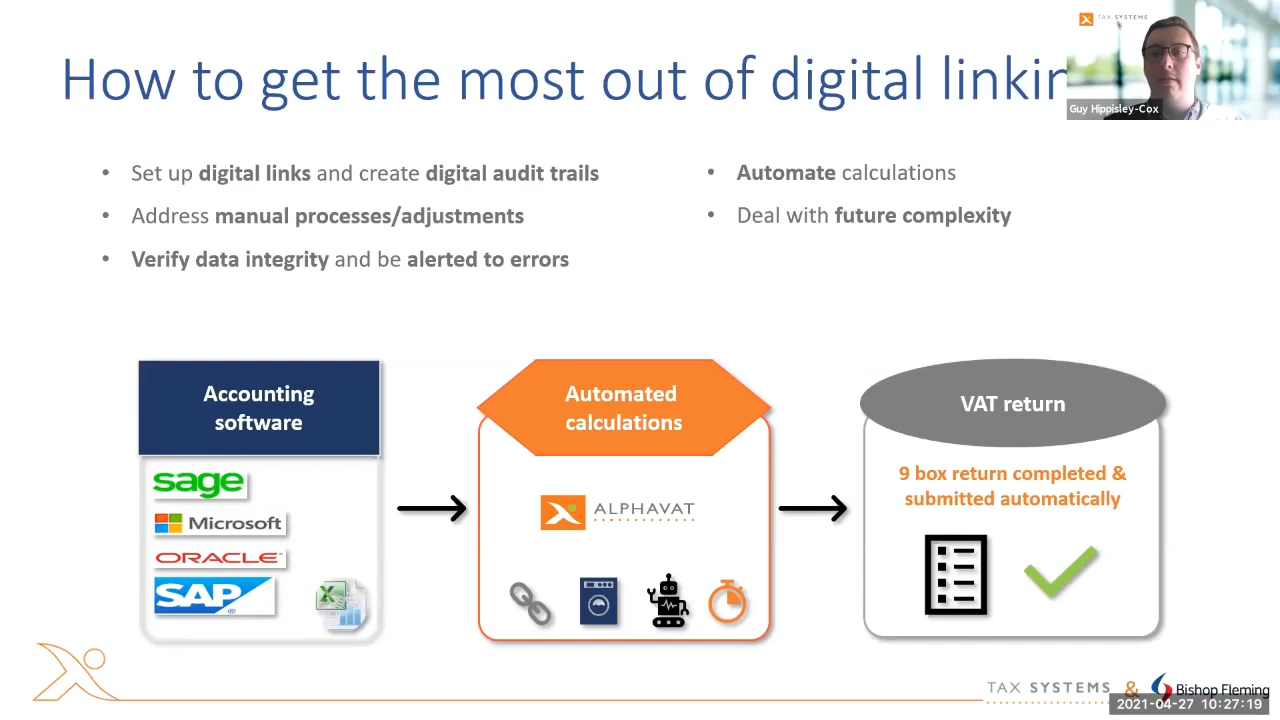 TAX SYSTEMS
How to get the most out of digital linkin
Guy Hippisley-Cox
• Set up digital links and create digital audit trails
• Address manual processes/adjustments
• Verify data integrity and be alerted to errors
• Automate calculations
• Deal with future complexity
Accounting
software
sage
Microsoft
ORACLE
SAP
Automated
calculations
ALPHAVAT
VAT return
9 box return completed &
submitted automatically
TAX SYSTEMS & Bishop Fleming
2021-04-27 10:27:19